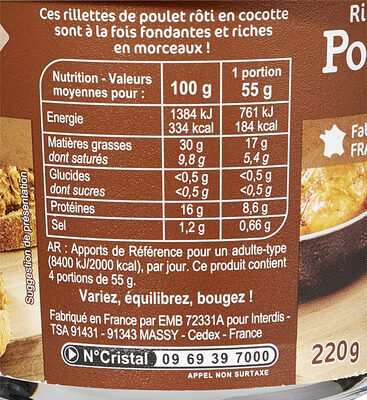 Ces rillettes de poulet rôti en cocotte
sont à la fois fondantes et riches
en morceaux !
Ri
Po
Nutrition - Valeurs moyennes pour : 100 g 1 portion 55 g
Energie 1384 kJ 761 kJ
334 kcal 184 kcal
Matières grasses 30 g 17 g
dont saturés 9,8 g 5,4 g
Glucides <0,5 g <0,5 g
dont sucres <0,5 g <0,5 g
Protéines 16 g 8,6 g
Sel 1,2 g 0,66 g
Fa
FRA
Suggestion de présentation
AR : Apports de Référence pour un adulte-type
(8400 kJ/2000 kcal), par jour. Ce produit contient
4 portions de 55 g.
Variez, équilibrez, bougez !
Fabriqué en France par EMB 72331A pour Interdis -
TSA 91431 - 91343 MASSY - Cedex - France
N°Cristal 09 69 39 7000
APPEL NON SURTAXE
220g